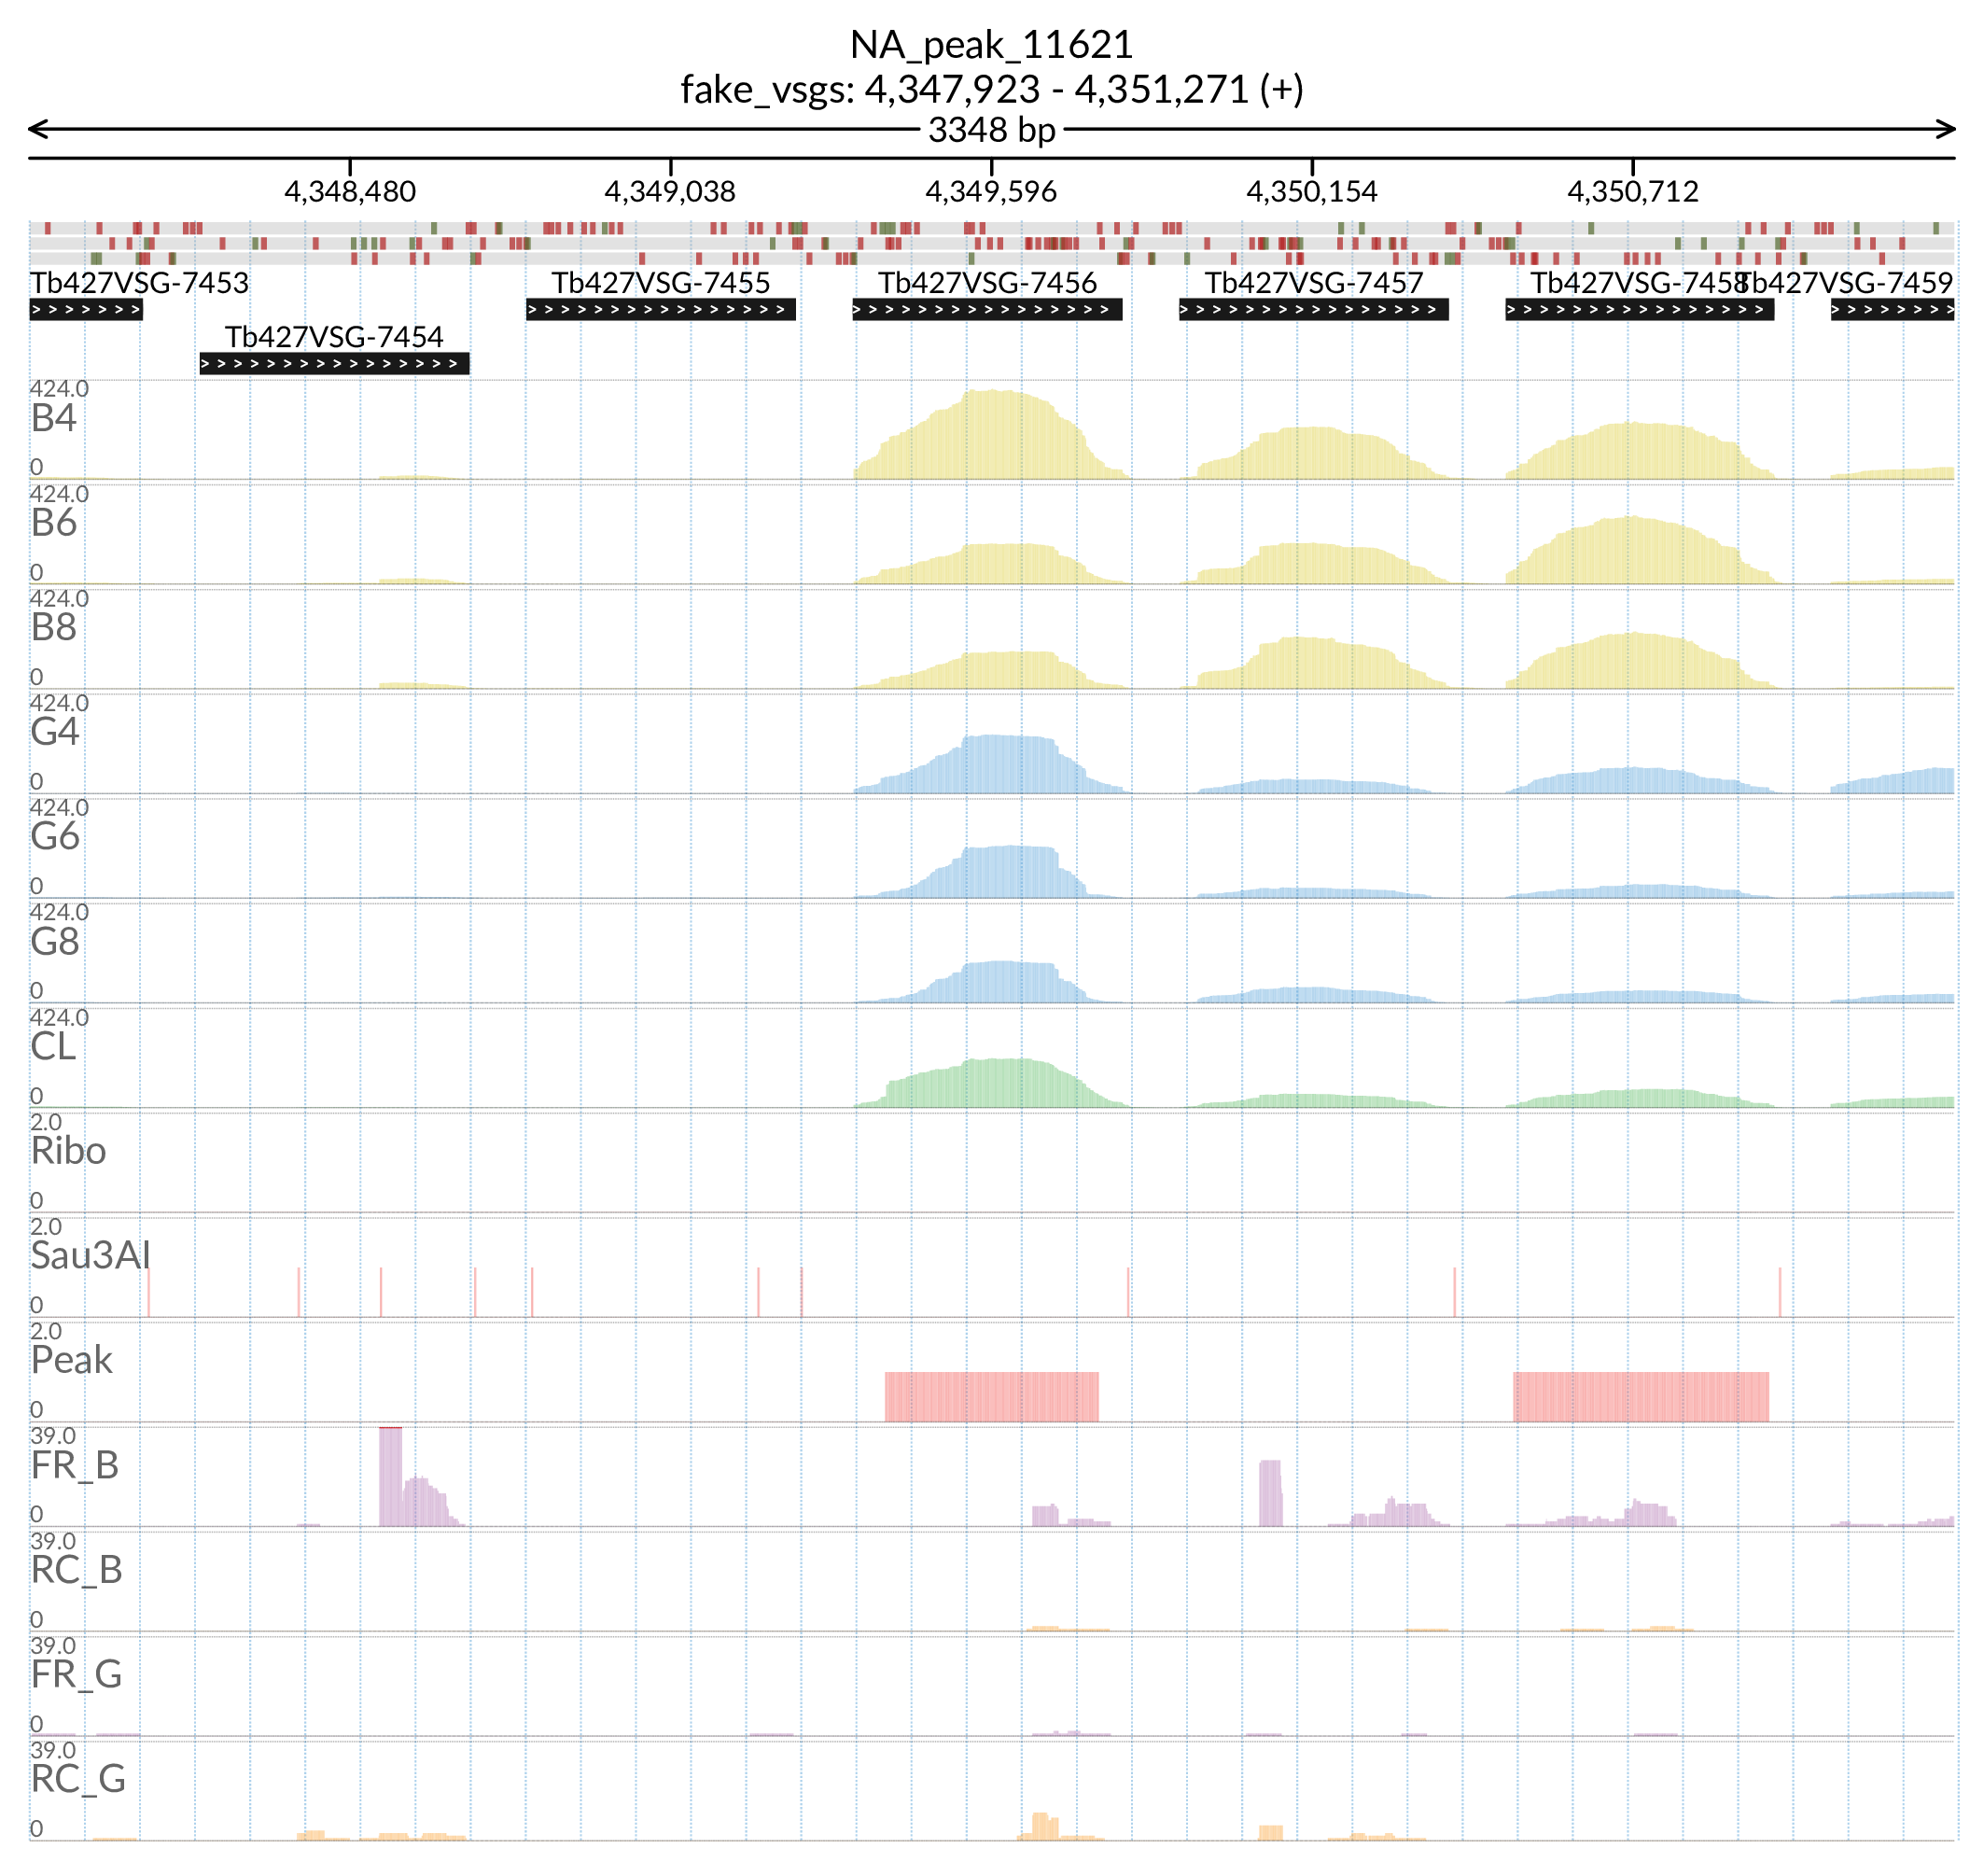 NA_peak_11621
fake_vsgs: 4,347,923 - 4,351,271 (+)
3348 bp
4,348,480 4,349,038 4,349,596 4,350,154 4,350,712
Tb427VSG-7453 Tb427VSG-7455 Tb427VSG-7456 Tb427VSG-7457 Tb427VSG-7458 Tb427VSG-7459
Tb427VSG-7454
424.0
B4
0
424.0
B6
0
424.0
B8
0
424.0
G4
0
424.0
G6
0
424.0
G8
0
424.0
CL
0
2.0
Ribo
0
2.0
Sau3AI
0
2.0
Peak
0
39.0
FR_B
0
39.0
RC_B
0
39.0
FR_G
0
39.0
RC_G
0